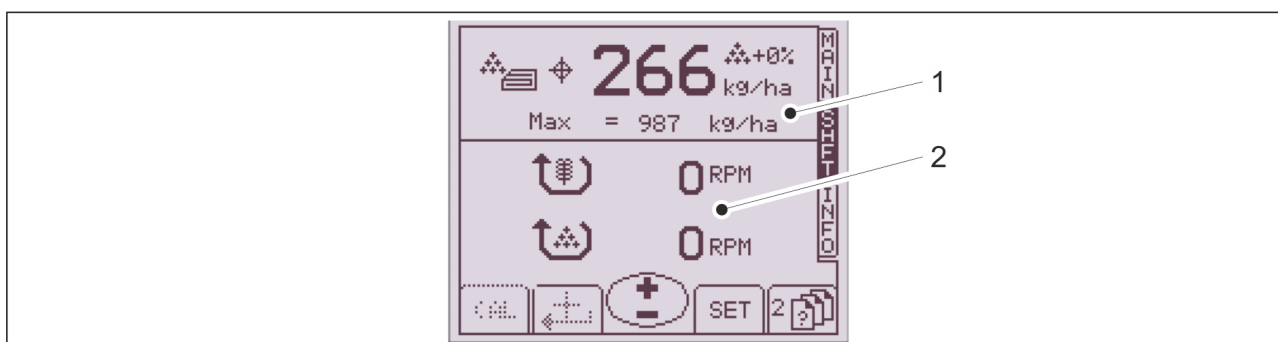 266 +0%
kg/ha
Max = 987 kg/ha
0 RPM
0 RPM
CAL SET 2 ?
MAIN SHFT INFO
1
2